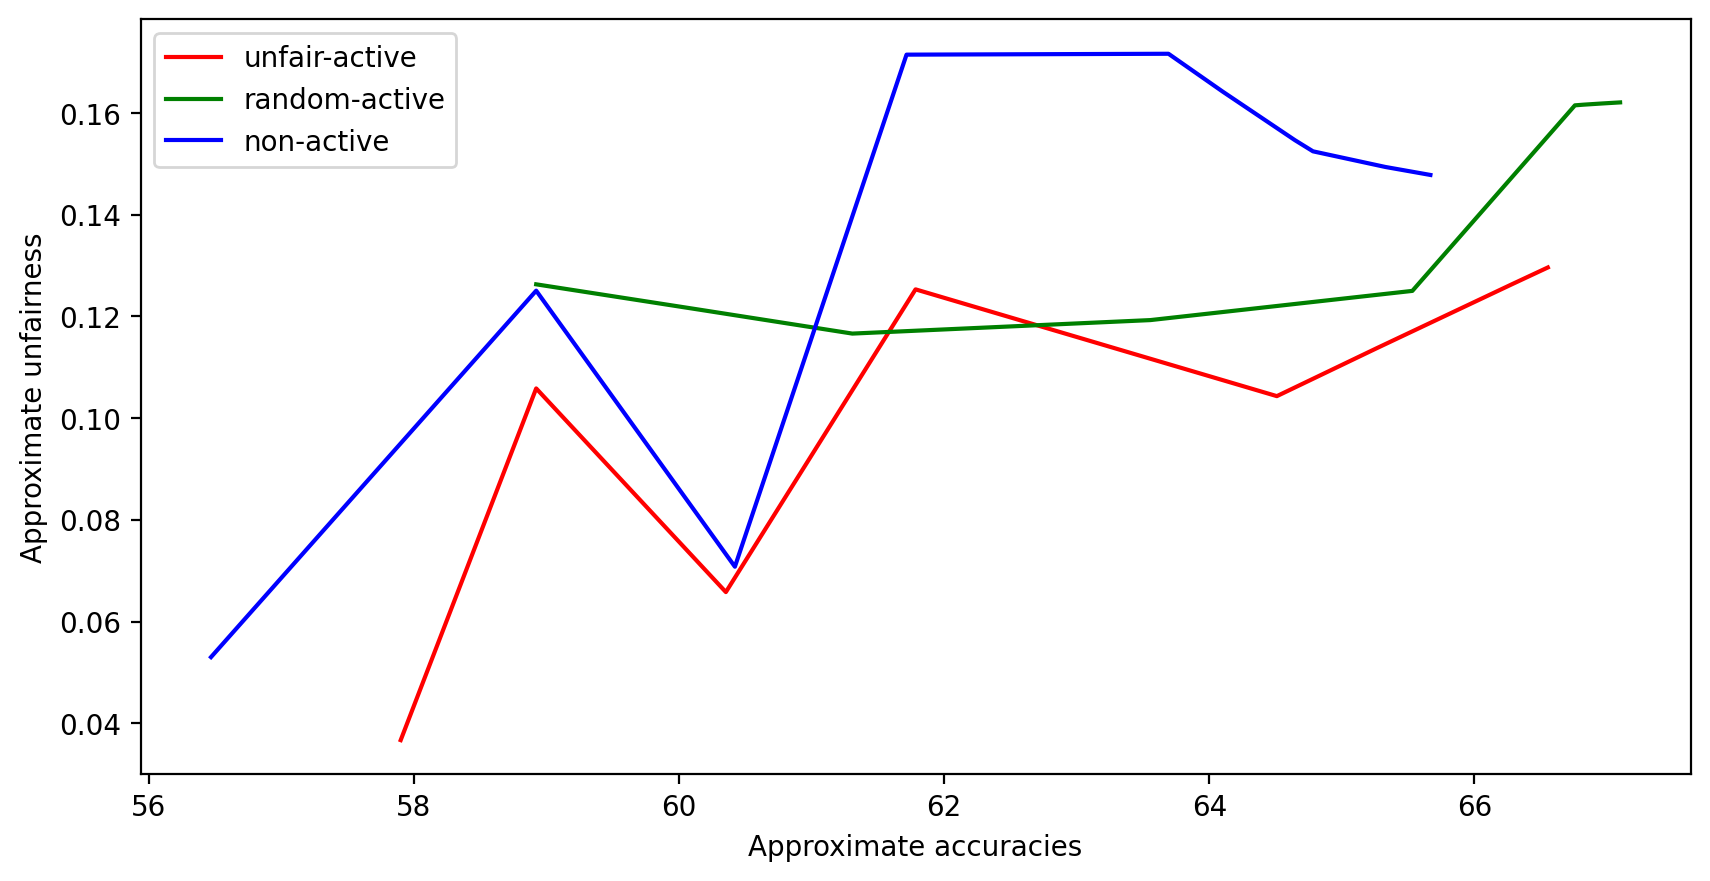 unfair-active
random-active
non-active
0.16
0.14
0.12
0.10
0.08
0.06
0.04
Approximate unfairness
56 58 60 62 64 66
Approximate accuracies